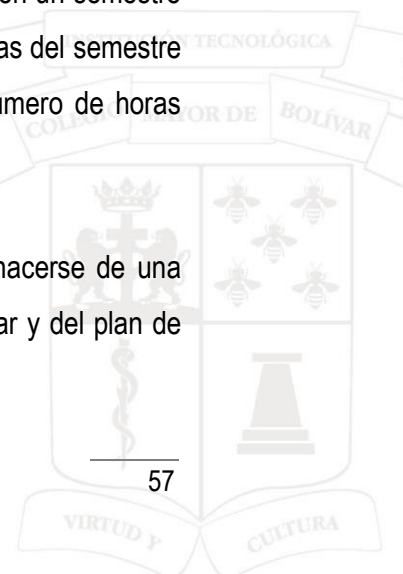 en un semestre
as del semestre
úmero de horas
hacerse de una
ar y del plan de
57
INSTITUCIÓN TECNOLÓGICA
COLEGIO MAYOR DE BOLÍVAR
VIRTUD Y CULTURA